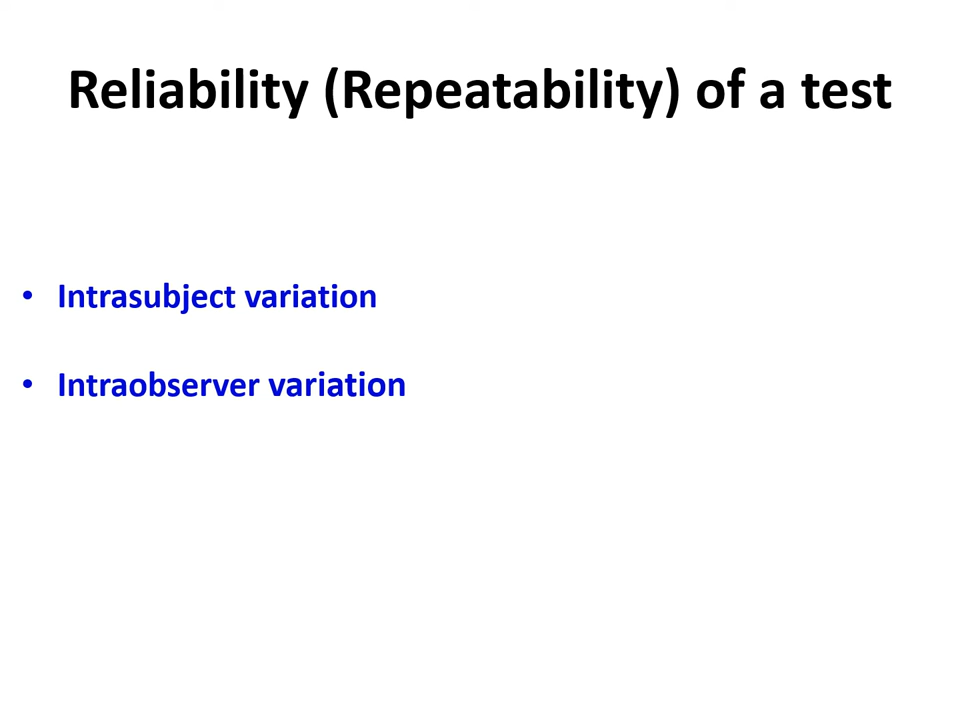 Reliability (Repeatability) of a test
• Intrasubject variation
• Intraobserver variation